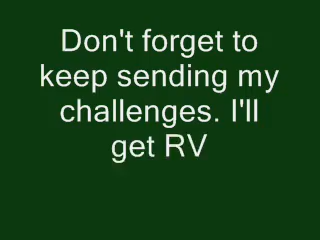 Don't forget to
keep sending my
challenges. I'll
get RV